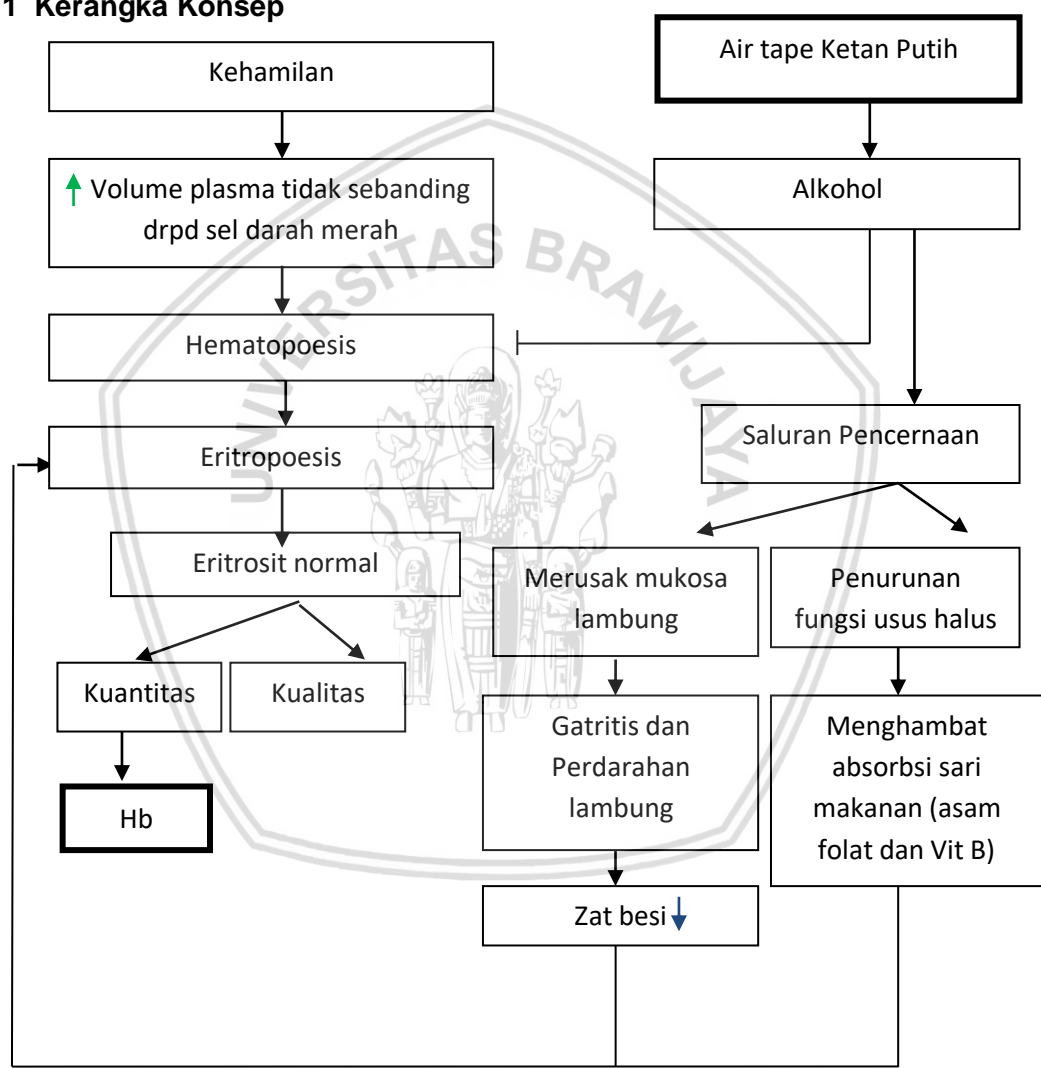 1 Kerangka Konsep
Kehamilan
Air tape Ketan Putih
↑ Volume plasma tidak sebanding
drpd sel darah merah
Alkohol
UNIVERSITAS BRAWIJAYA
Hematopoesis
Eritropoesis
Saluran Pencernaan
Eritrosit normal
Merusak mukosa
lambung
Penurunan
fungsi usus halus
Kuantitas
Kualitas
Gatritis dan
Perdarahan
lambung
Menghambat
absorbsi sari
makanan (asam
folat dan Vit B)
Hb
Zat besi ↓